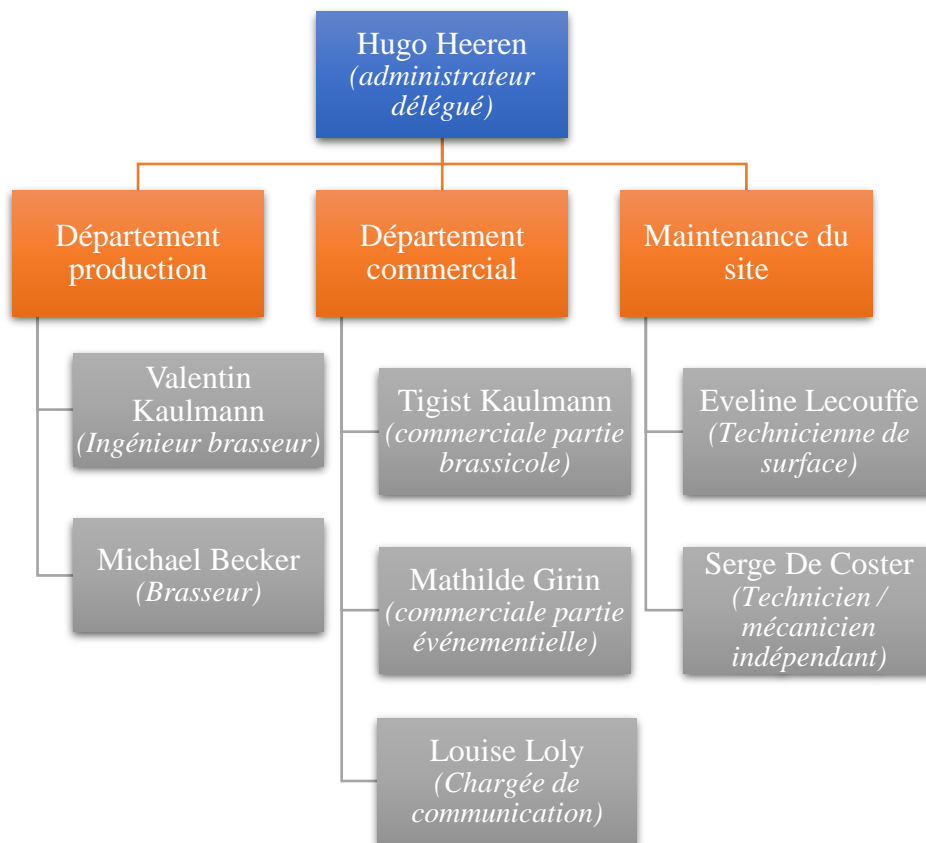 Hugo Heeren
(administrateur
délégué)
Département
production
Département
commercial
Maintenance du
site
Valentin
Kaulmann
(Ingénieur brasseur)
Michael Becker
(Brasseur)
Tigist Kaulmann
(commerciale partie
brassicole)
Mathilde Girin
(commerciale partie
événementielle)
Louise Loly
(Chargée de
communication)
Eveline Lecouffe
(Technicienne de
surface)
Serge De Coster
(Technicien /
mécanicien
indépendant)